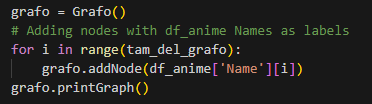 grafo = Grafo()
# Adding nodes with df_anime Names as labels
for i in range(tam_del_grafo):
    grafo.addNode(df_anime['Name'][i])
grafo.printGraph()